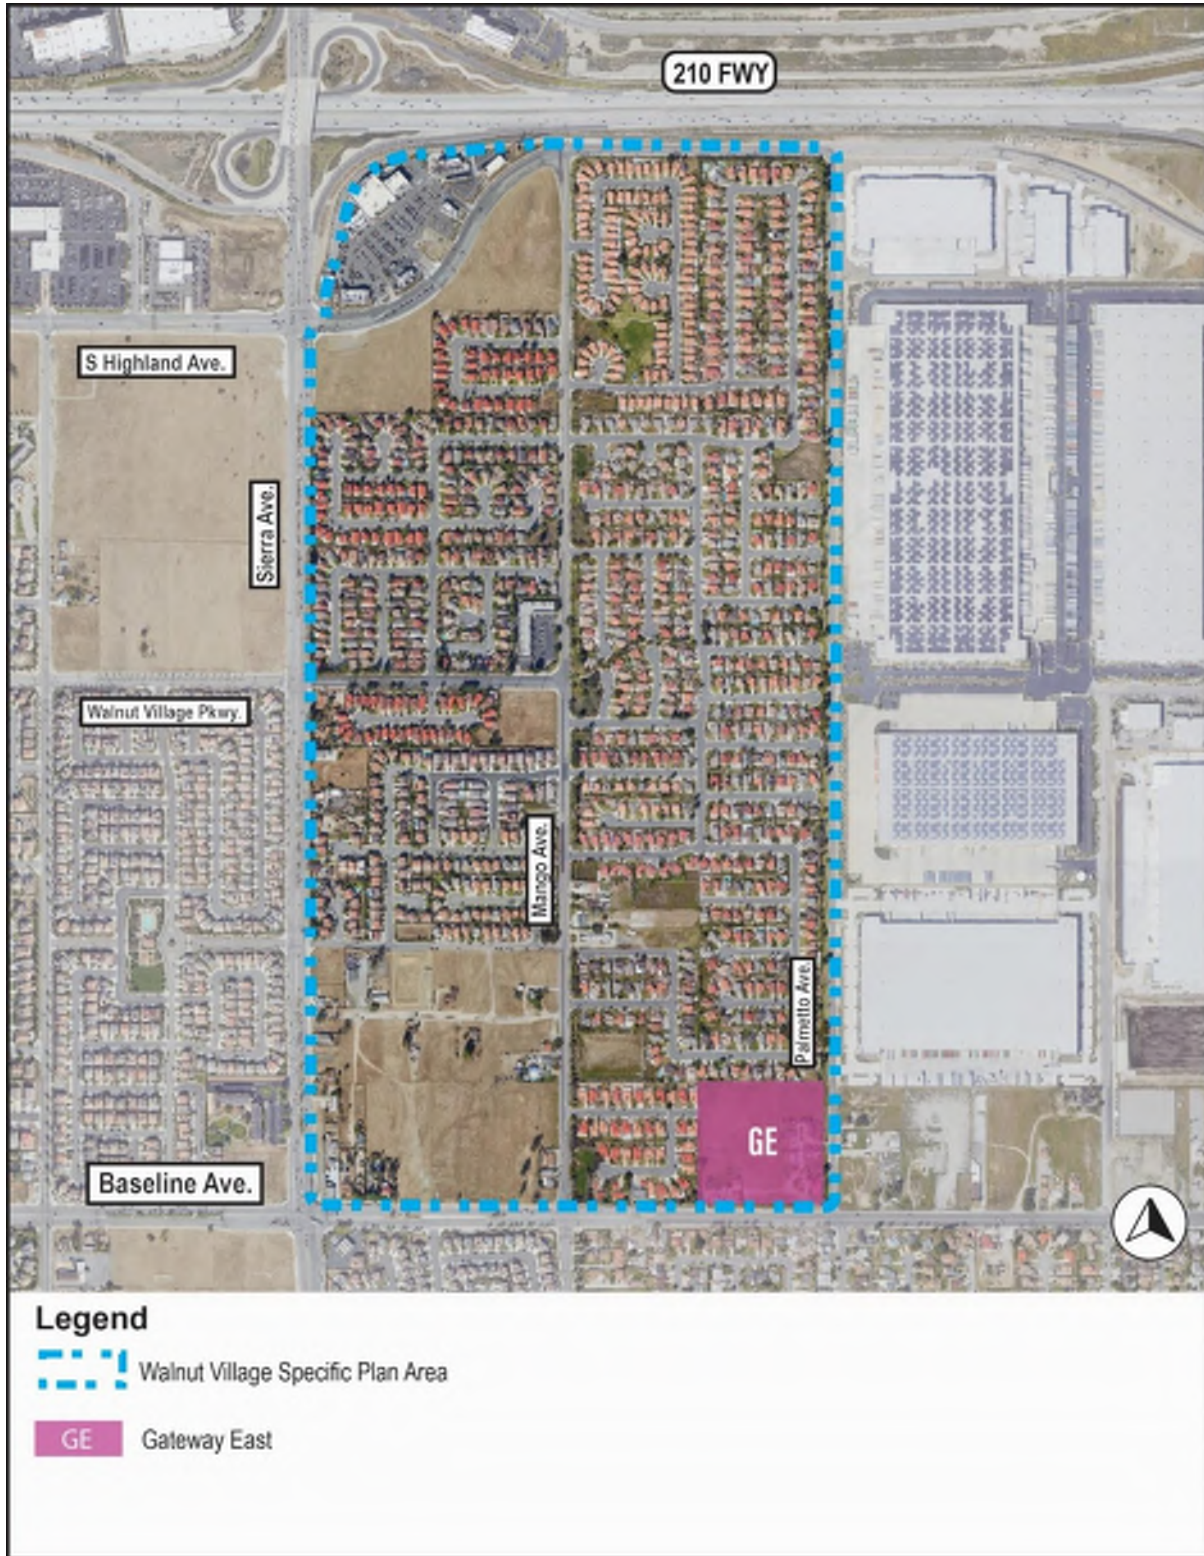 210 FWY
S Highland Ave.
Sierra Ave.
Walnut Village Pkwy.
Mango Ave.
Palmetto Ave.
GE
Baseline Ave.
Legend
Walnut Village Specific Plan Area
GE
Gateway East